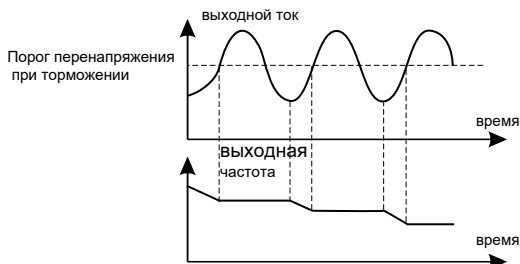 выходной ток
Порог перенапряжения
при торможении
время
выходная
частота
время